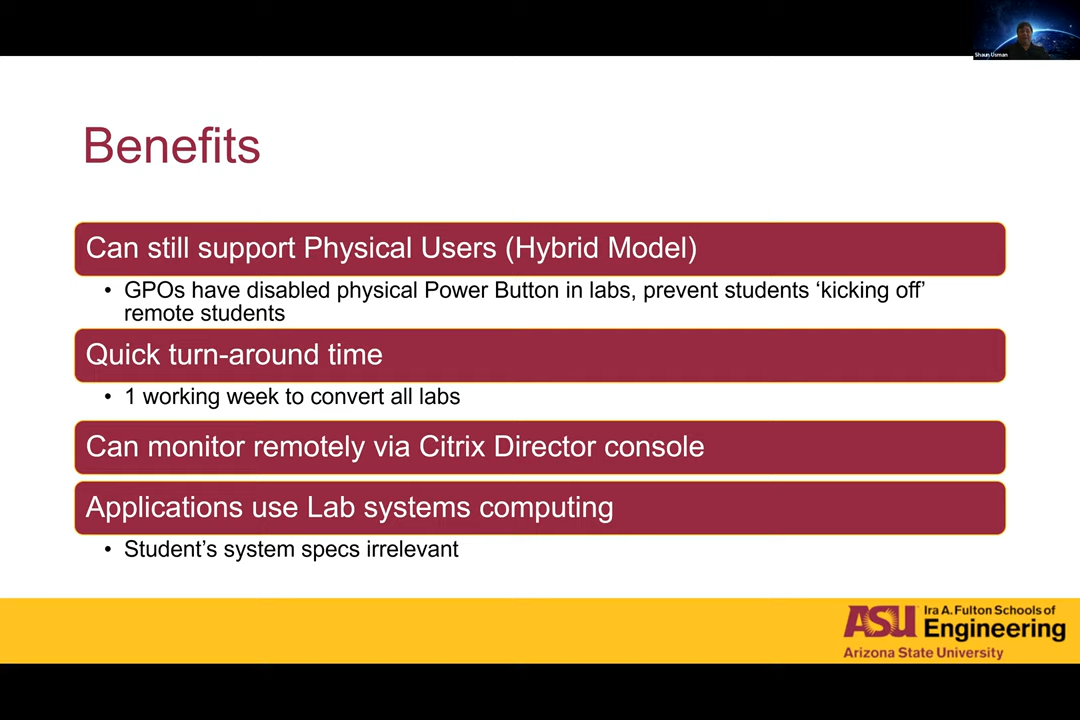 Shaun Osman
Benefits
Can still support Physical Users (Hybrid Model)
• GPOs have disabled physical Power Button in labs, prevent students ‘kicking off’
remote students
Quick turn-around time
• 1 working week to convert all labs
Can monitor remotely via Citrix Director console
Applications use Lab systems computing
• Student’s system specs irrelevant
ASU Ira A. Fulton Schools of
Engineering
Arizona State University